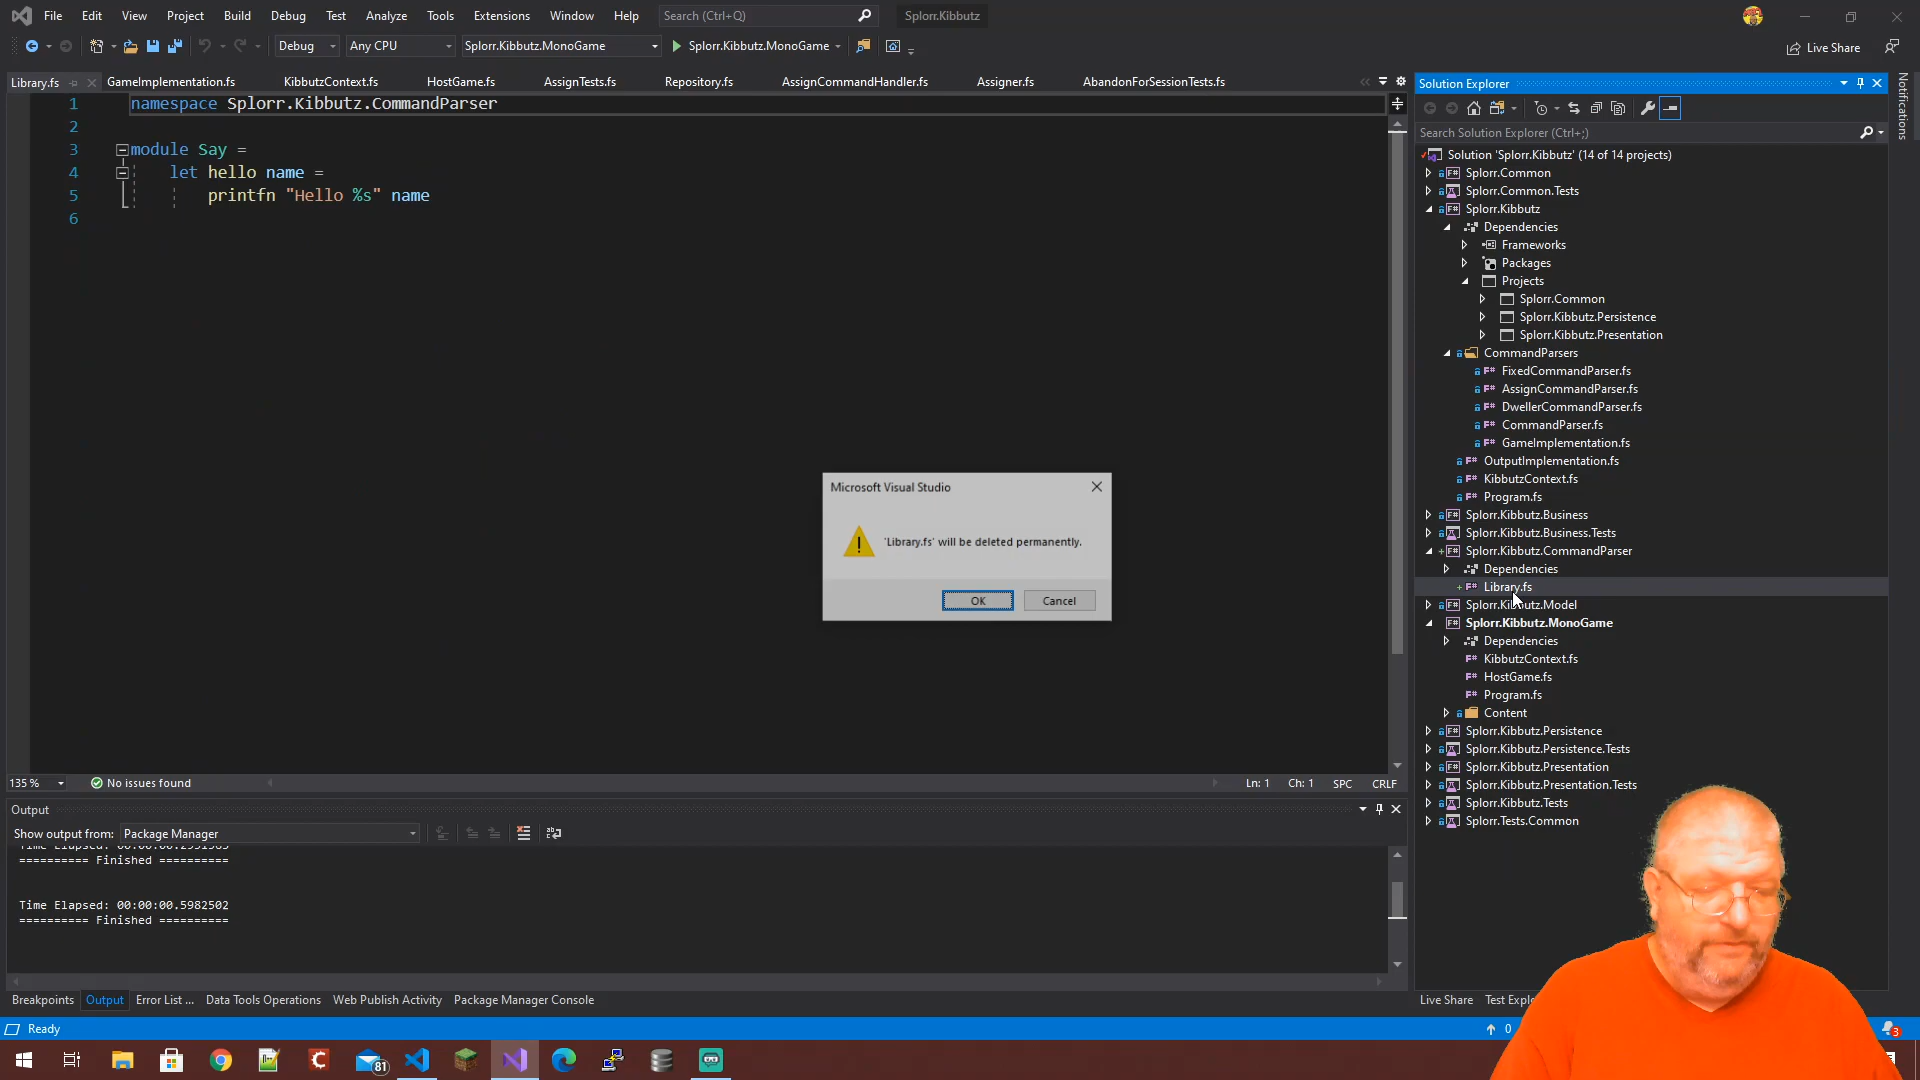 File Edit View Project Build Debug Test Analyze Tools Extensions Window Help Search (Ctrl+Q) Splorr.Kibbutz
Debug Any CPU Splorr.Kibbutz.MonoGame Splorr.Kibbutz.MonoGame Live Share
Library.fs GameImplementation.fs KibbutzContext.fs HostGame.fs AssignTests.fs Repository.fs AssignCommandHandler.fs Assigner.fs AbandonForSessionTests.fs
1 namespace Splorr.Kibbutz.CommandParser
2
3 module Say =
4 let hello name =
5 printfn "Hello %s" name
6
Microsoft Visual Studio
'Library.fs' will be deleted permanently.
OK Cancel
135 % No issues found Ln: 1 Ch: 1 SPC CRLF
Output
Show output from: Package Manager
========== Finished ==========
Time Elapsed: 00:00:00.5982502
========== Finished ==========
Breakpoints Output Error List ... Data Tools Operations Web Publish Activity Package Manager Console
Solution Explorer
Search Solution Explorer (Ctrl+;)
Solution 'Splorr.Kibbutz' (14 of 14 projects)
Splorr.Common
Splorr.Common.Tests
Splorr.Kibbutz
Dependencies
Frameworks
Packages
Projects
Splorr.Common
Splorr.Kibbutz.Persistence
Splorr.Kibbutz.Presentation
CommandParsers
FixedCommandParser.fs
AssignCommandParser.fs
DwellerCommandParser.fs
CommandParser.fs
GameImplementation.fs
OutputImplementation.fs
KibbutzContext.fs
Program.fs
Splorr.Kibbutz.Business
Splorr.Kibbutz.Business.Tests
Splorr.Kibbutz.CommandParser
Dependencies
Library.fs
Splorr.Kibbutz.Model
Splorr.Kibbutz.MonoGame
Dependencies
KibbutzContext.fs
HostGame.fs
Program.fs
Content
Splorr.Kibbutz.Persistence
Splorr.Kibbutz.Persistence.Tests
Splorr.Kibbutz.Presentation
Splorr.Kibbutz.Presentation.Tests
Splorr.Kibbutz.Tests
Splorr.Tests.Common
Live Share Test
Notifications
Ready 0 3
81